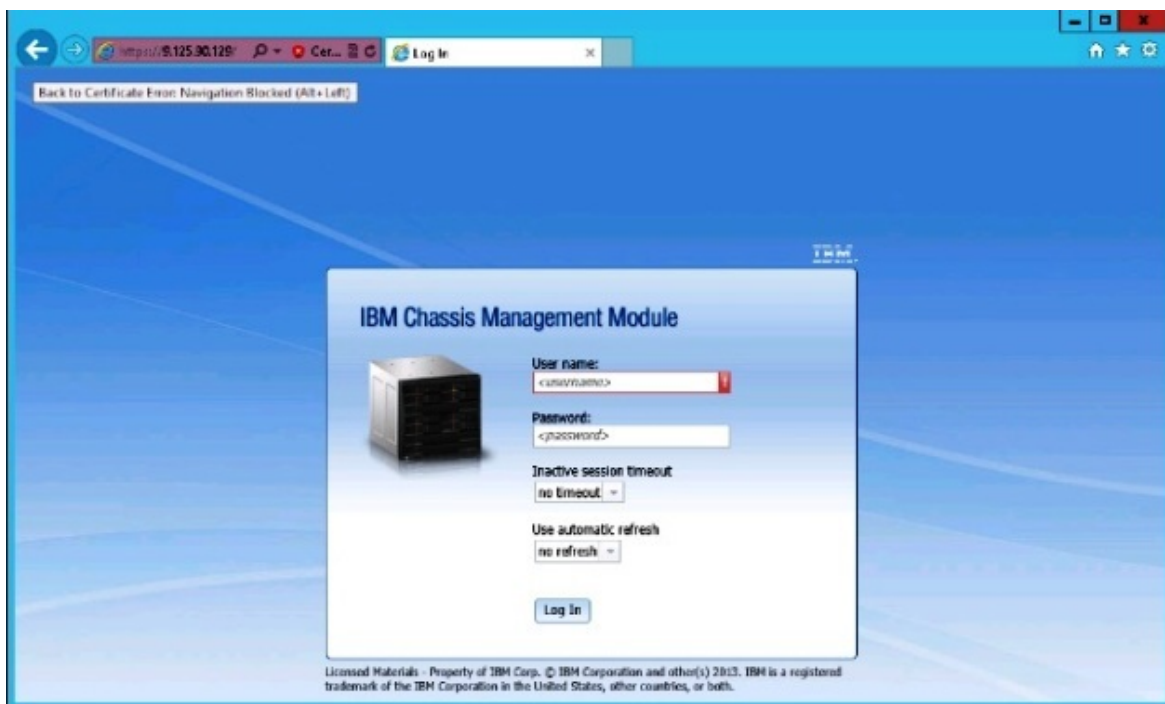 https://9.125.90.129/
Cer...
Log In
Back to Certificate Error: Navigation Blocked (Alt+Left)
IBM
IBM Chassis Management Module
User name:
<username>
Password:
<password>
Inactive session timeout
no timeout
Use automatic refresh
no refresh
Log In
Licensed Materials - Property of IBM Corp. © IBM Corporation and other(s) 2013. IBM is a registered
trademark of the IBM Corporation in the United States, other countries, or both.